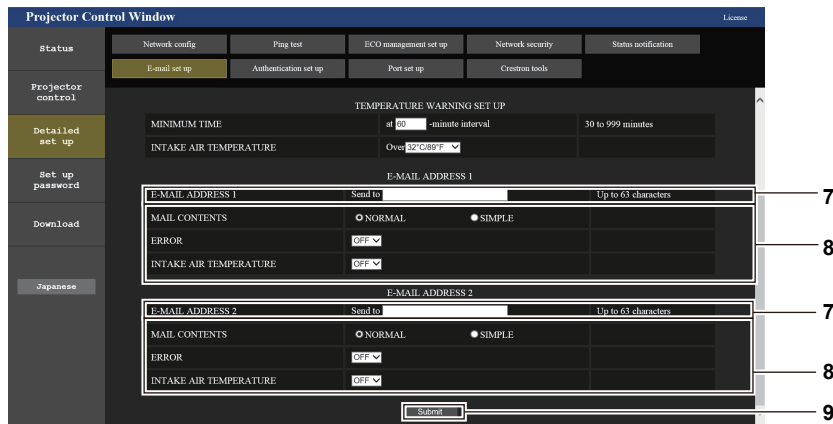 Projector Control Window License
Status Network config Ping test ECO management set up Network security Status notification
E-mail set up Authentication set up Port set up Crestron tools
Projector
control
TEMPERATURE WARNING SET UP
MINIMUM TIME at 60 -minute interval 30 to 999 minutes
Detailed
set up
INTAKE AIR TEMPERATURE Over 32°C/89°F
Set up
password
E-MAIL ADDRESS 1
E-MAIL ADDRESS 1 Send to Up to 63 characters 7
MAIL CONTENTS NORMAL SIMPLE
Download
ERROR OFF 8
INTAKE AIR TEMPERATURE OFF
Japanese
E-MAIL ADDRESS 2
E-MAIL ADDRESS 2 Send to Up to 63 characters 7
MAIL CONTENTS NORMAL SIMPLE
ERROR OFF
8
INTAKE AIR TEMPERATURE OFF
Submit 9